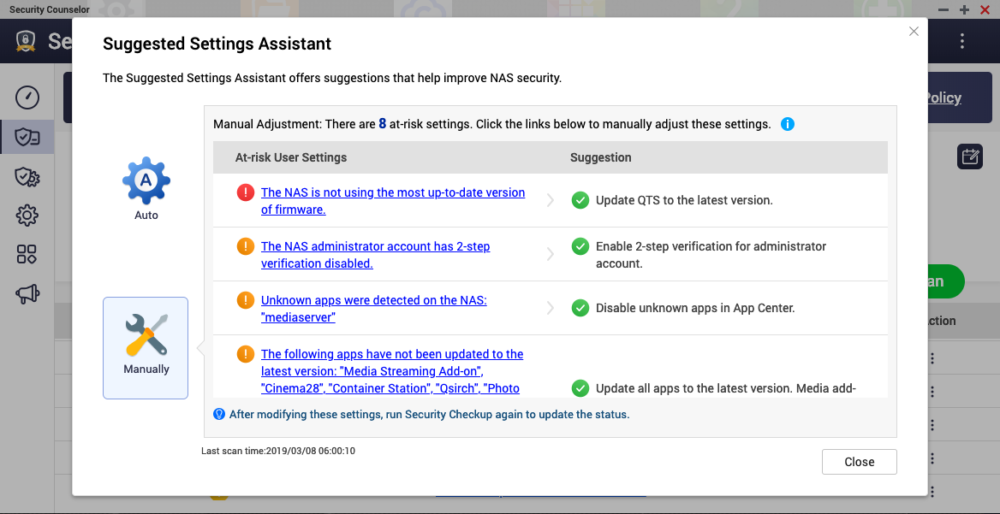 Security Counselor
Se
Suggested Settings Assistant
The Suggested Settings Assistant offers suggestions that help improve NAS security.
Policy
Manual Adjustment: There are 8 at-risk settings. Click the links below to manually adjust these settings.
At-risk User Settings
Suggestion
The NAS is not using the most up-to-date version
of firmware.
Update QTS to the latest version.
A
Auto
The NAS administrator account has 2-step
verification disabled.
Enable 2-step verification for administrator
account.
an
Unknown apps were detected on the NAS:
"mediaserver"
Disable unknown apps in App Center.
ction
Manually
The following apps have not been updated to the
latest version: "Media Streaming Add-on",
"Cinema28", "Container Station", "Qsirch", "Photo
Update all apps to the latest version. Media add-
After modifying these settings, run Security Checkup again to update the status.
Last scan time:2019/03/08 06:00:10
Close